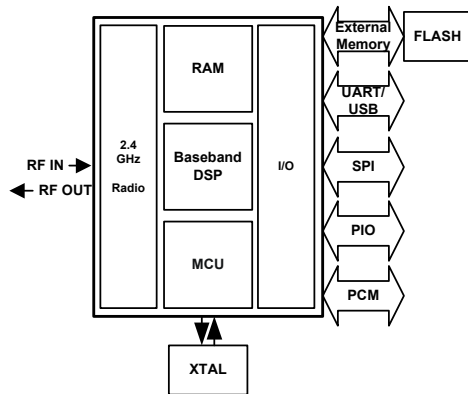 External
Memory
FLASH
RAM
UART/
USB
2.4
GHz
Radio
Baseband
DSP
I/O
RF IN
RF OUT
SPI
PIO
MCU
PCM
XTAL